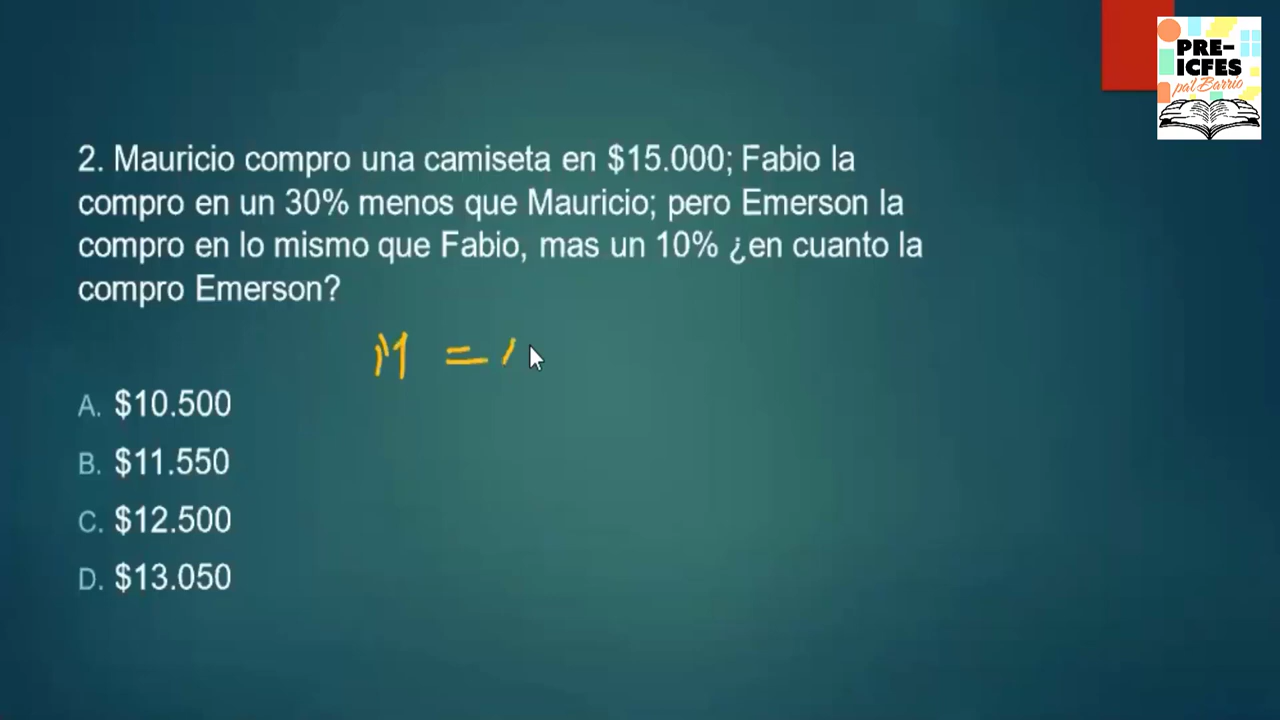 PRE-
ICFES
pa'l Barrio
2. Mauricio compro una camiseta en $15.000; Fabio la
compro en un 30% menos que Mauricio; pero Emerson la
compro en lo mismo que Fabio, mas un 10% ¿en cuanto la
compro Emerson?
M =
A. $10.500
B. $11.550
C. $12.500
D. $13.050